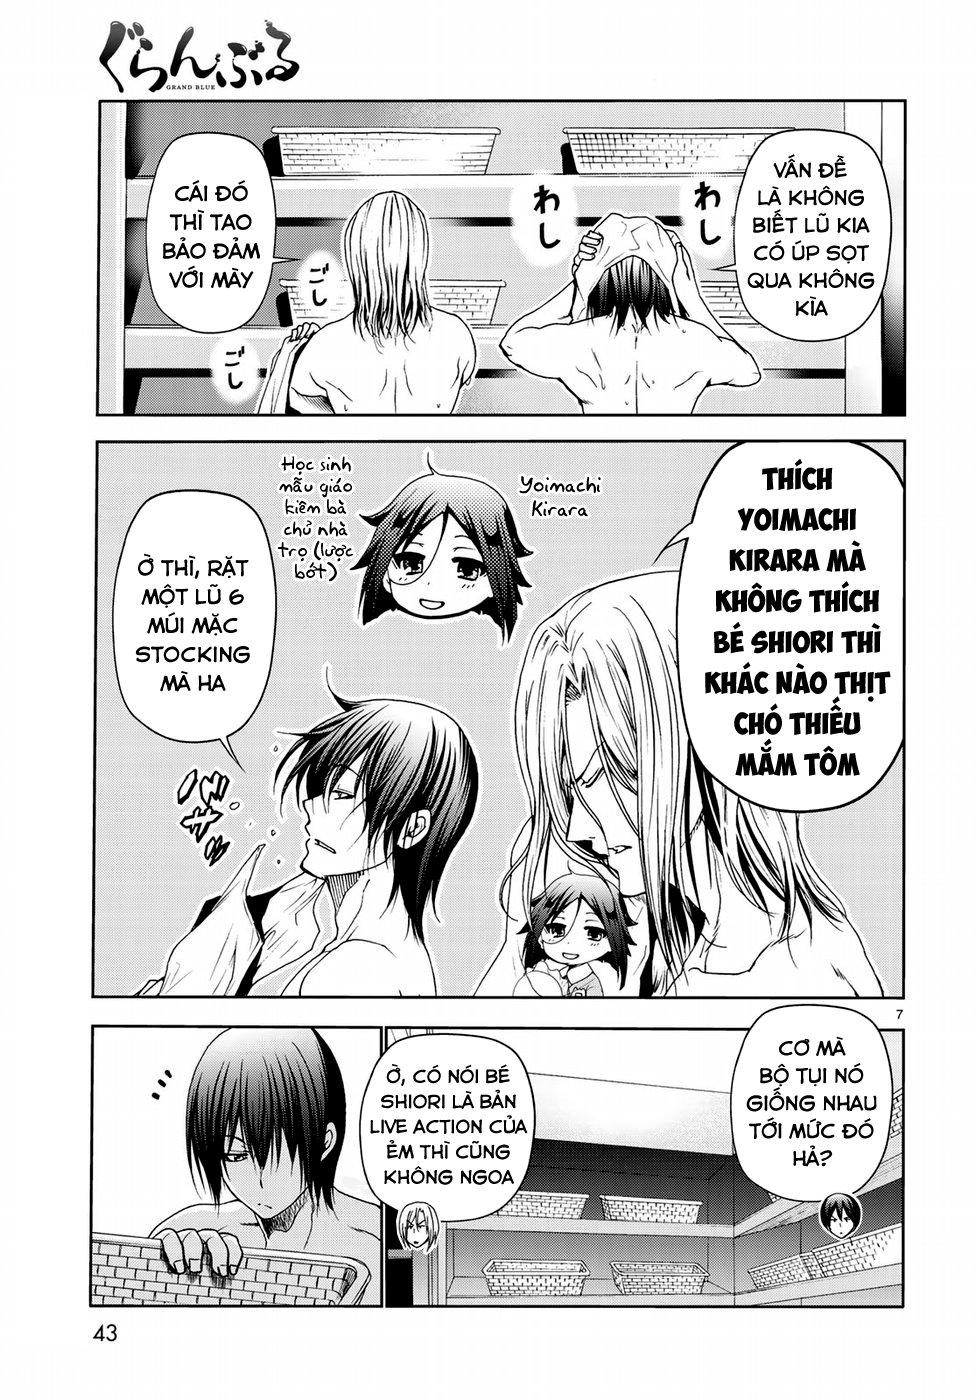 ぐらんぶる
GRAND BLUE
VẤN ĐỀ
LÀ KHÔNG
BIẾT LŨ KIA
CÓ ÚP SỌT
QUA KHÔNG
KÌA
わし
わし
CÁI ĐÓ
THÌ TAO
BẢO ĐẢM
VỚI MÀY
ごし
ごし
THÍCH
YOIMACHI
KIRARA MÀ
KHÔNG THÍCH
BÉ SHIORI THÌ
KHÁC NÀO THỊT
CHÓ THIẾU
MẮM TÔM
Yoimachi
Kirara
Học sinh
mẫu giáo
kiêm bà
chủ nhà
trọ (lược
bớt)
Ờ THÌ, RẶT
MỘT LŨ 6
MÚI MẶC
STOCKING
MÀ HA
7
CƠ MÀ
BỘ TỤI NÓ
GIỐNG NHAU
TỚI MỨC ĐÓ
HẢ?
Ờ, CÓ NÓI BÉ
SHIORI LÀ BẢN
LIVE ACTION CỦA
ẺM THÌ CŨNG
KHÔNG NGOA
43